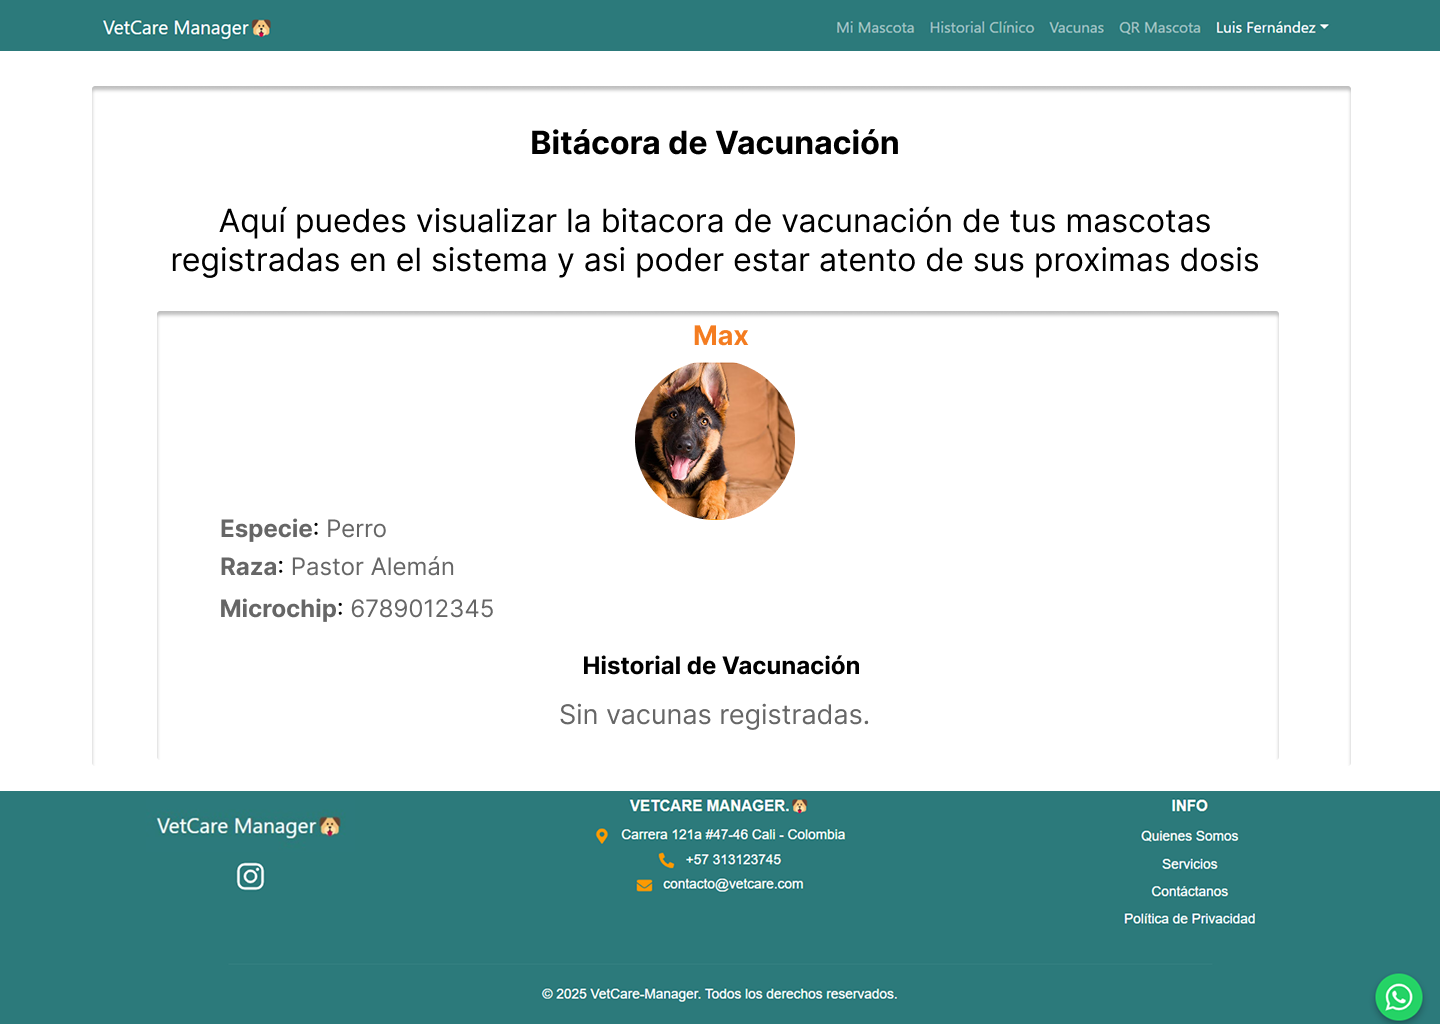 VetCare Manager
Mi Mascota Historial Clínico Vacunas QR Mascota Luis Fernández
Bitácora de Vacunación
Aquí puedes visualizar la bitacora de vacunación de tus mascotas
registradas en el sistema y asi poder estar atento de sus proximas dosis
Max
Especie: Perro
Raza: Pastor Alemán
Microchip: 6789012345
Historial de Vacunación
Sin vacunas registradas.
VetCare Manager
VETCARE MANAGER.
Carrera 121a #47-46 Cali - Colombia
+57 313123745
contacto@vetcare.com
INFO
Quienes Somos
Servicios
Contáctanos
Política de Privacidad
© 2025 VetCare-Manager. Todos los derechos reservados.